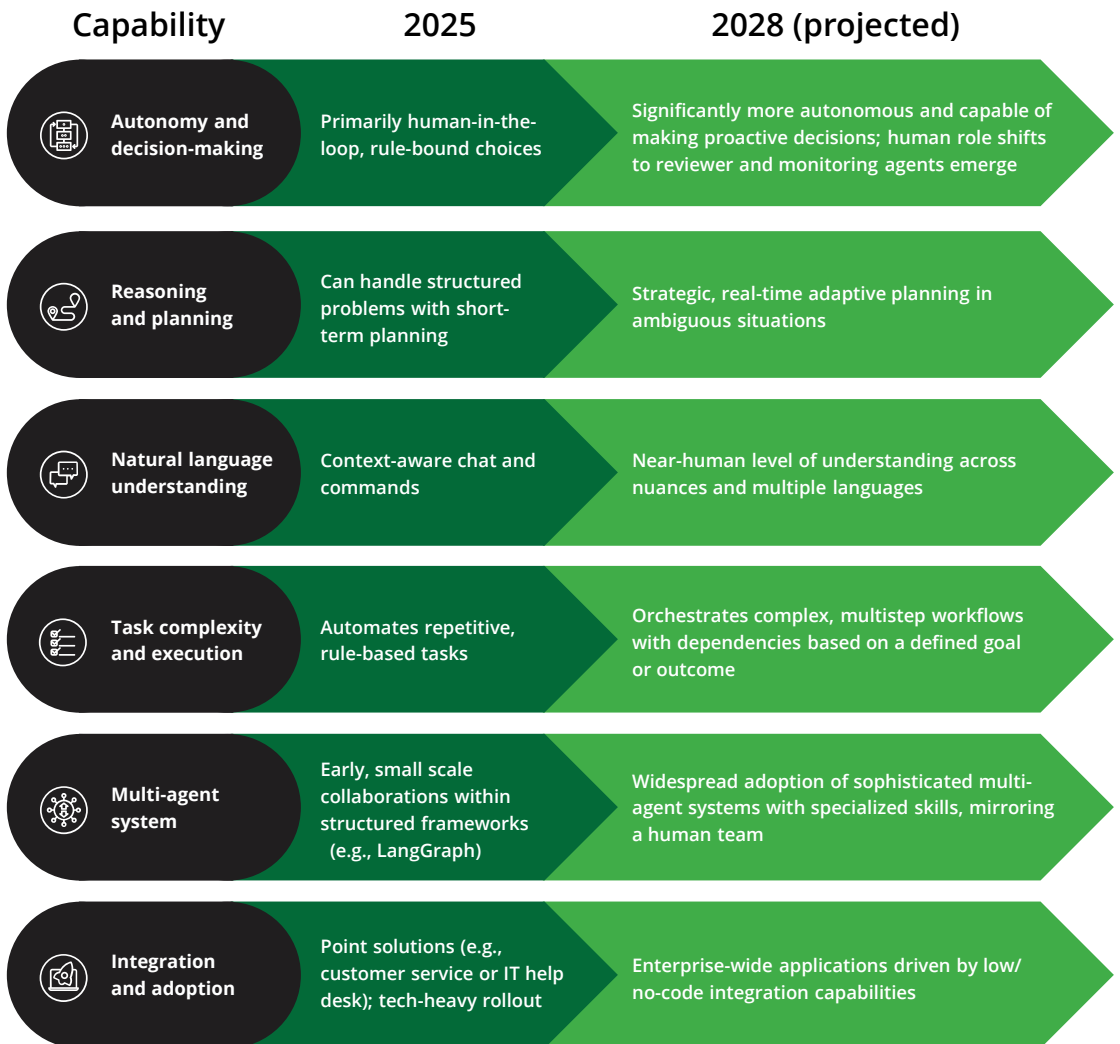 Capability 2025 2028 (projected)
Autonomy and
decision-making
Primarily human-in-the-
loop, rule-bound choices
Significantly more autonomous and capable of
making proactive decisions; human role shifts
to reviewer and monitoring agents emerge
Reasoning
and planning
Can handle structured
problems with short-
term planning
Strategic, real-time adaptive planning in
ambiguous situations
Natural language
understanding
Context-aware chat and
commands
Near-human level of understanding across
nuances and multiple languages
Task complexity
and execution
Automates repetitive,
rule-based tasks
Orchestrates complex, multistep workflows
with dependencies based on a defined goal
or outcome
Multi-agent
system
Early, small scale
collaborations within
structured frameworks
(e.g., LangGraph)
Widespread adoption of sophisticated multi-
agent systems with specialized skills, mirroring
a human team
Integration
and adoption
Point solutions (e.g.,
customer service or IT help
desk); tech-heavy rollout
Enterprise-wide applications driven by low/
no-code integration capabilities